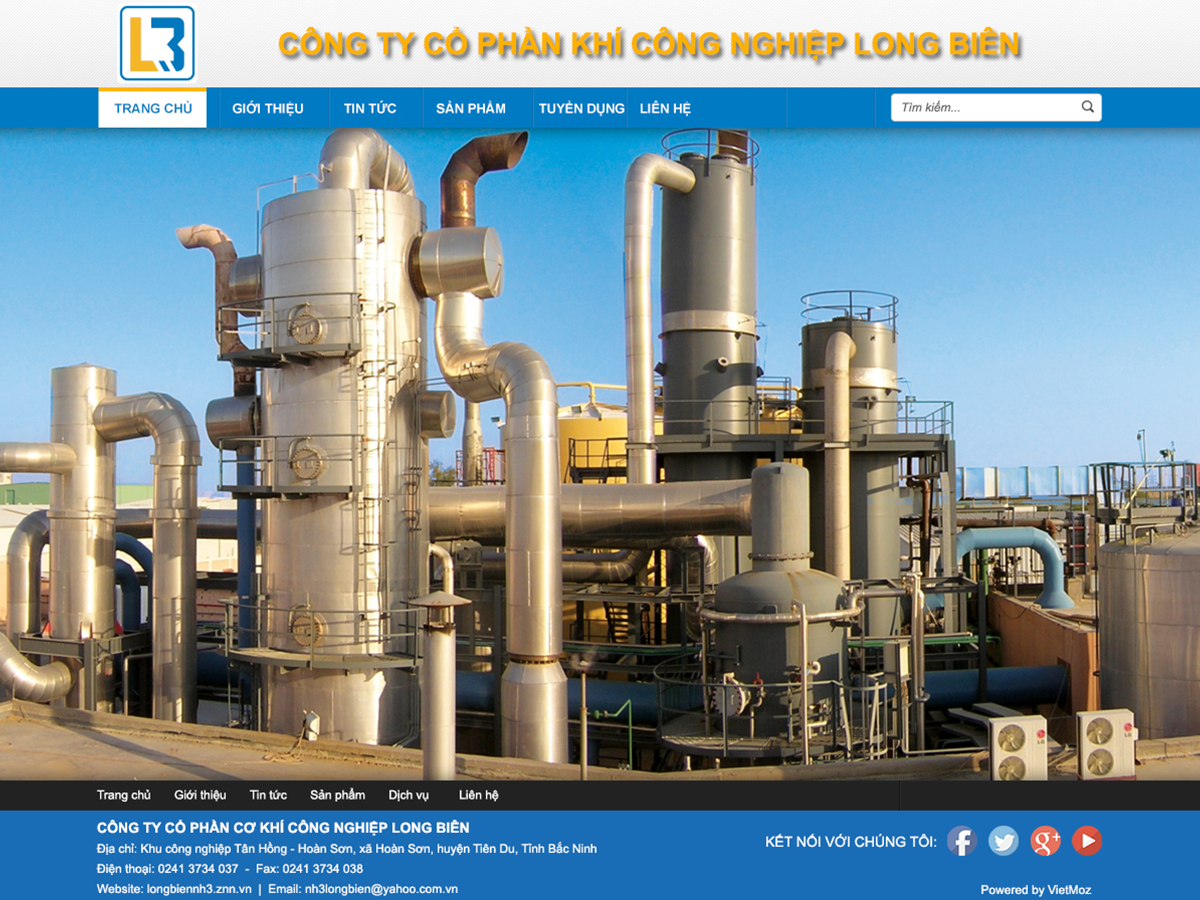 LB
CÔNG TY CỔ PHẦN KHÍ CÔNG NGHIỆP LONG BIÊN
TRANG CHỦ GIỚI THIỆU TIN TỨC SẢN PHẨM TUYỂN DỤNG LIÊN HỆ Tìm kiếm...
LG LG
Trang chủ Giới thiệu Tin tức Sản phẩm Dịch vụ Liên hệ
CÔNG TY CỔ PHẦN CƠ KHÍ CÔNG NGHIỆP LONG BIÊN
Địa chỉ: Khu công nghiệp Tân Hồng - Hoàn Sơn, xã Hoàn Sơn, huyện Tiên Du, Tỉnh Bắc Ninh
KẾT NỐI VỚI CHÚNG TÔI: f g+
Điện thoại: 0241 3734 037 - Fax: 0241 3734 038
Website: longbiennh3.znn.vn | Email: nh3longbien@yahoo.com.vn
Powered by VietMoz